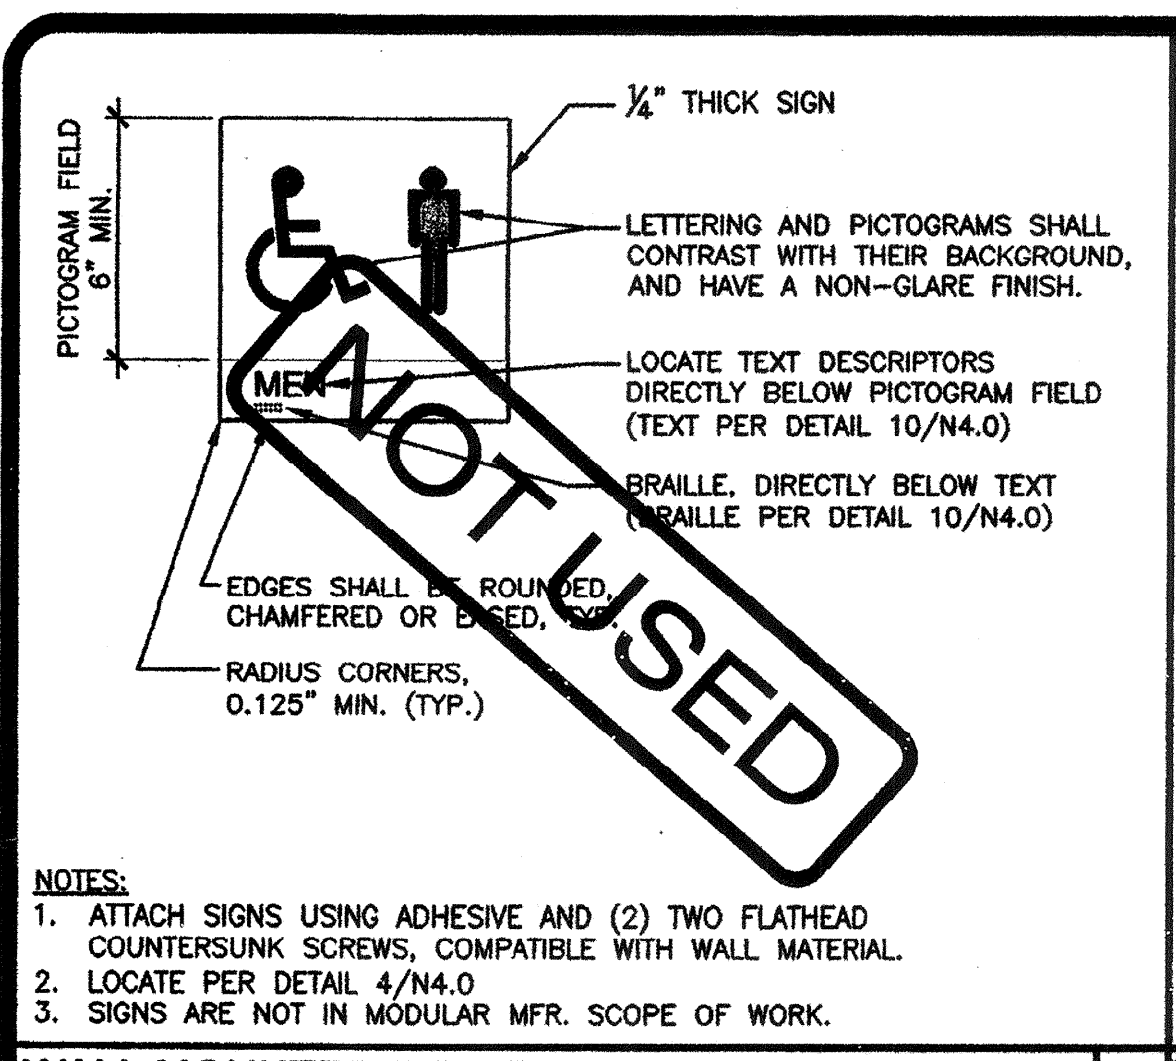 ¼" THICK SIGN
PICTOGRAM FIELD
6" MIN.
LETTERING AND PICTOGRAMS SHALL
CONTRAST WITH THEIR BACKGROUND,
AND HAVE A NON-GLARE FINISH.
MEN
LOCATE TEXT DESCRIPTORS
DIRECTLY BELOW PICTOGRAM FIELD
(TEXT PER DETAIL 10/N4.0)
BRAILLE, DIRECTLY BELOW TEXT
(BRAILLE PER DETAIL 10/N4.0)
EDGES SHALL BE ROUNDED,
CHAMFERED OR EASED, TYP.
RADIUS CORNERS,
0.125" MIN. (TYP.)
NOT USED
NOTES:
1. ATTACH SIGNS USING ADHESIVE AND (2) TWO FLATHEAD
COUNTERSUNK SCREWS, COMPATIBLE WITH WALL MATERIAL.
2. LOCATE PER DETAIL 4/N4.0
3. SIGNS ARE NOT IN MODULAR MFR. SCOPE OF WORK.